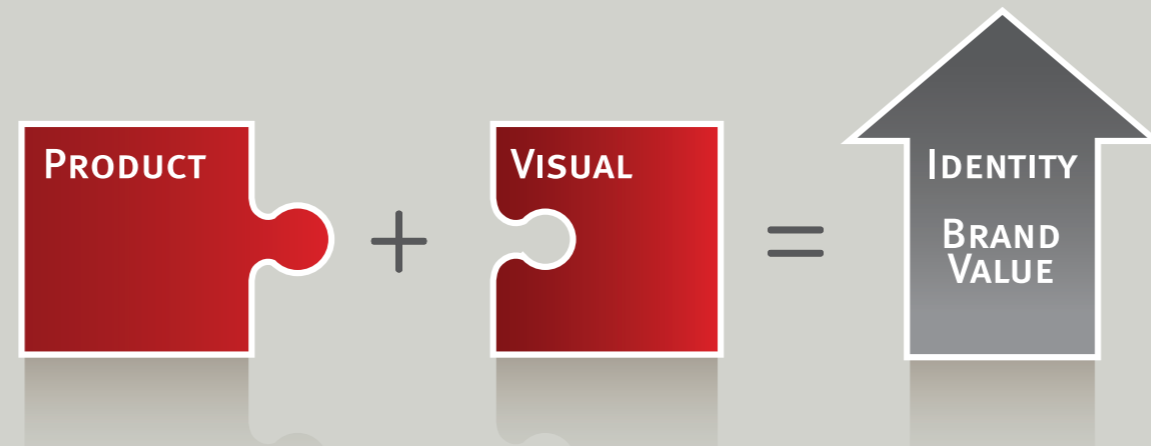 Product
+
Visual
=
Identity
Brand
Value